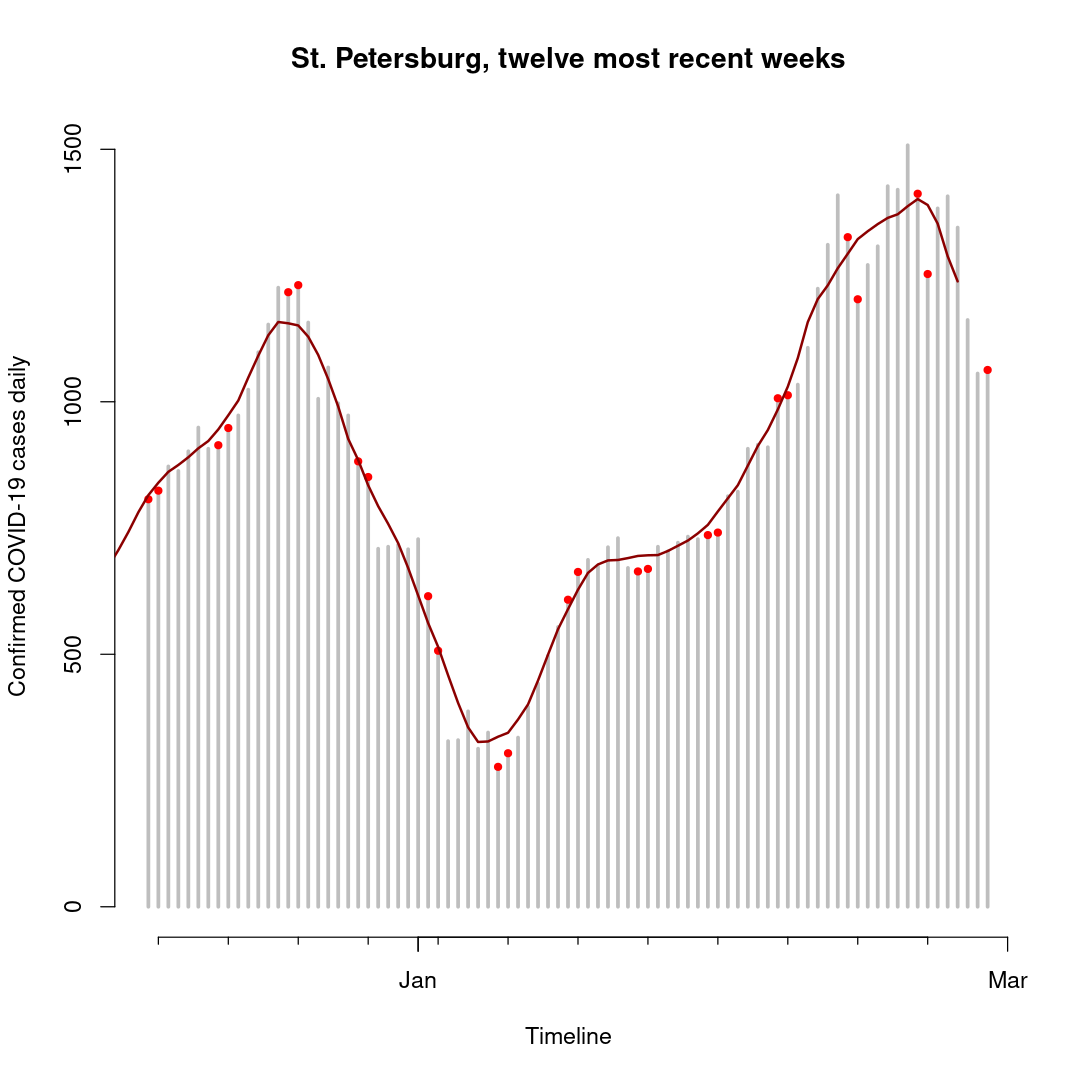 St. Petersburg, twelve most recent weeks
Confirmed COVID-19 cases daily
1500
1000
500
0
Jan
Mar
Timeline